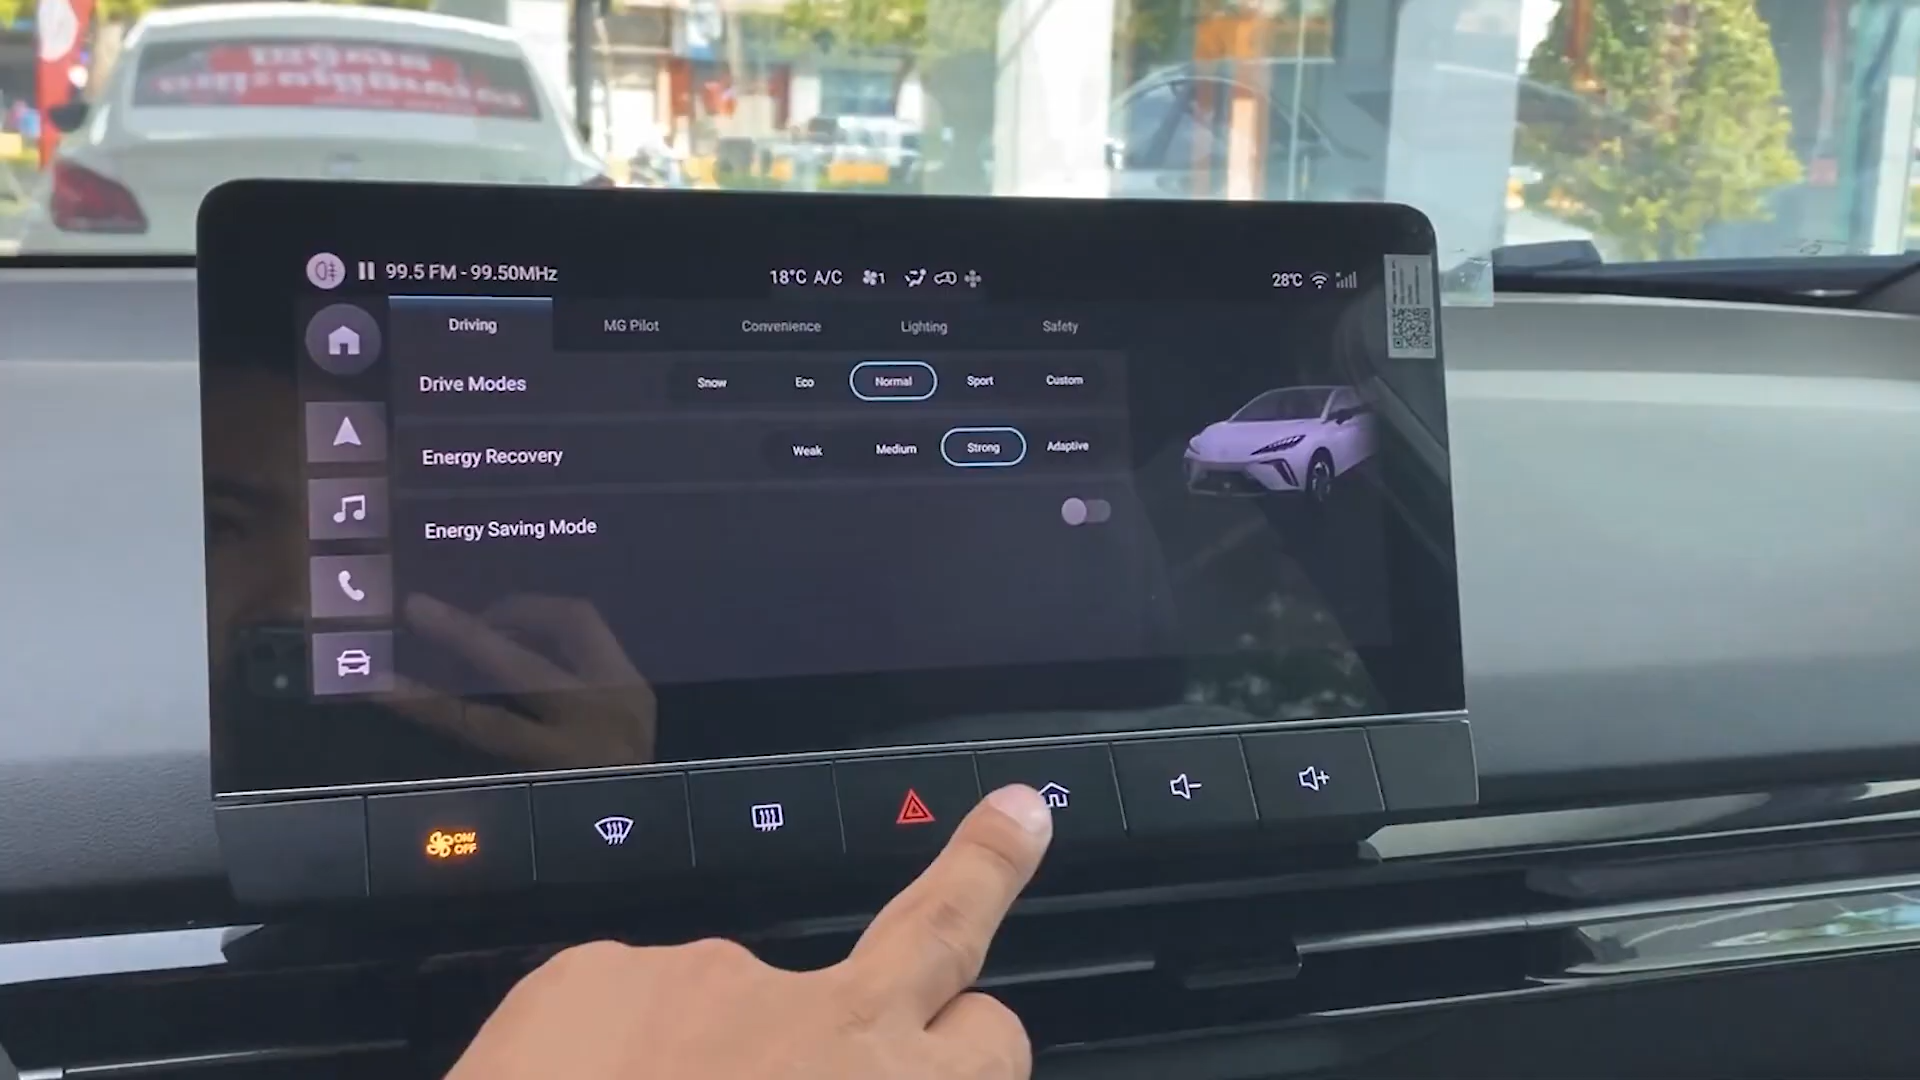 99.5 FM - 99.50MHz
18°C A/C 1
28°C
Driving
MG Pilot
Convenience
Lighting
Safety
Drive Modes
Snow
Eco
Normal
Sport
Custom
Energy Recovery
Weak
Medium
Strong
Adaptive
Energy Saving Mode
ON/
OFF